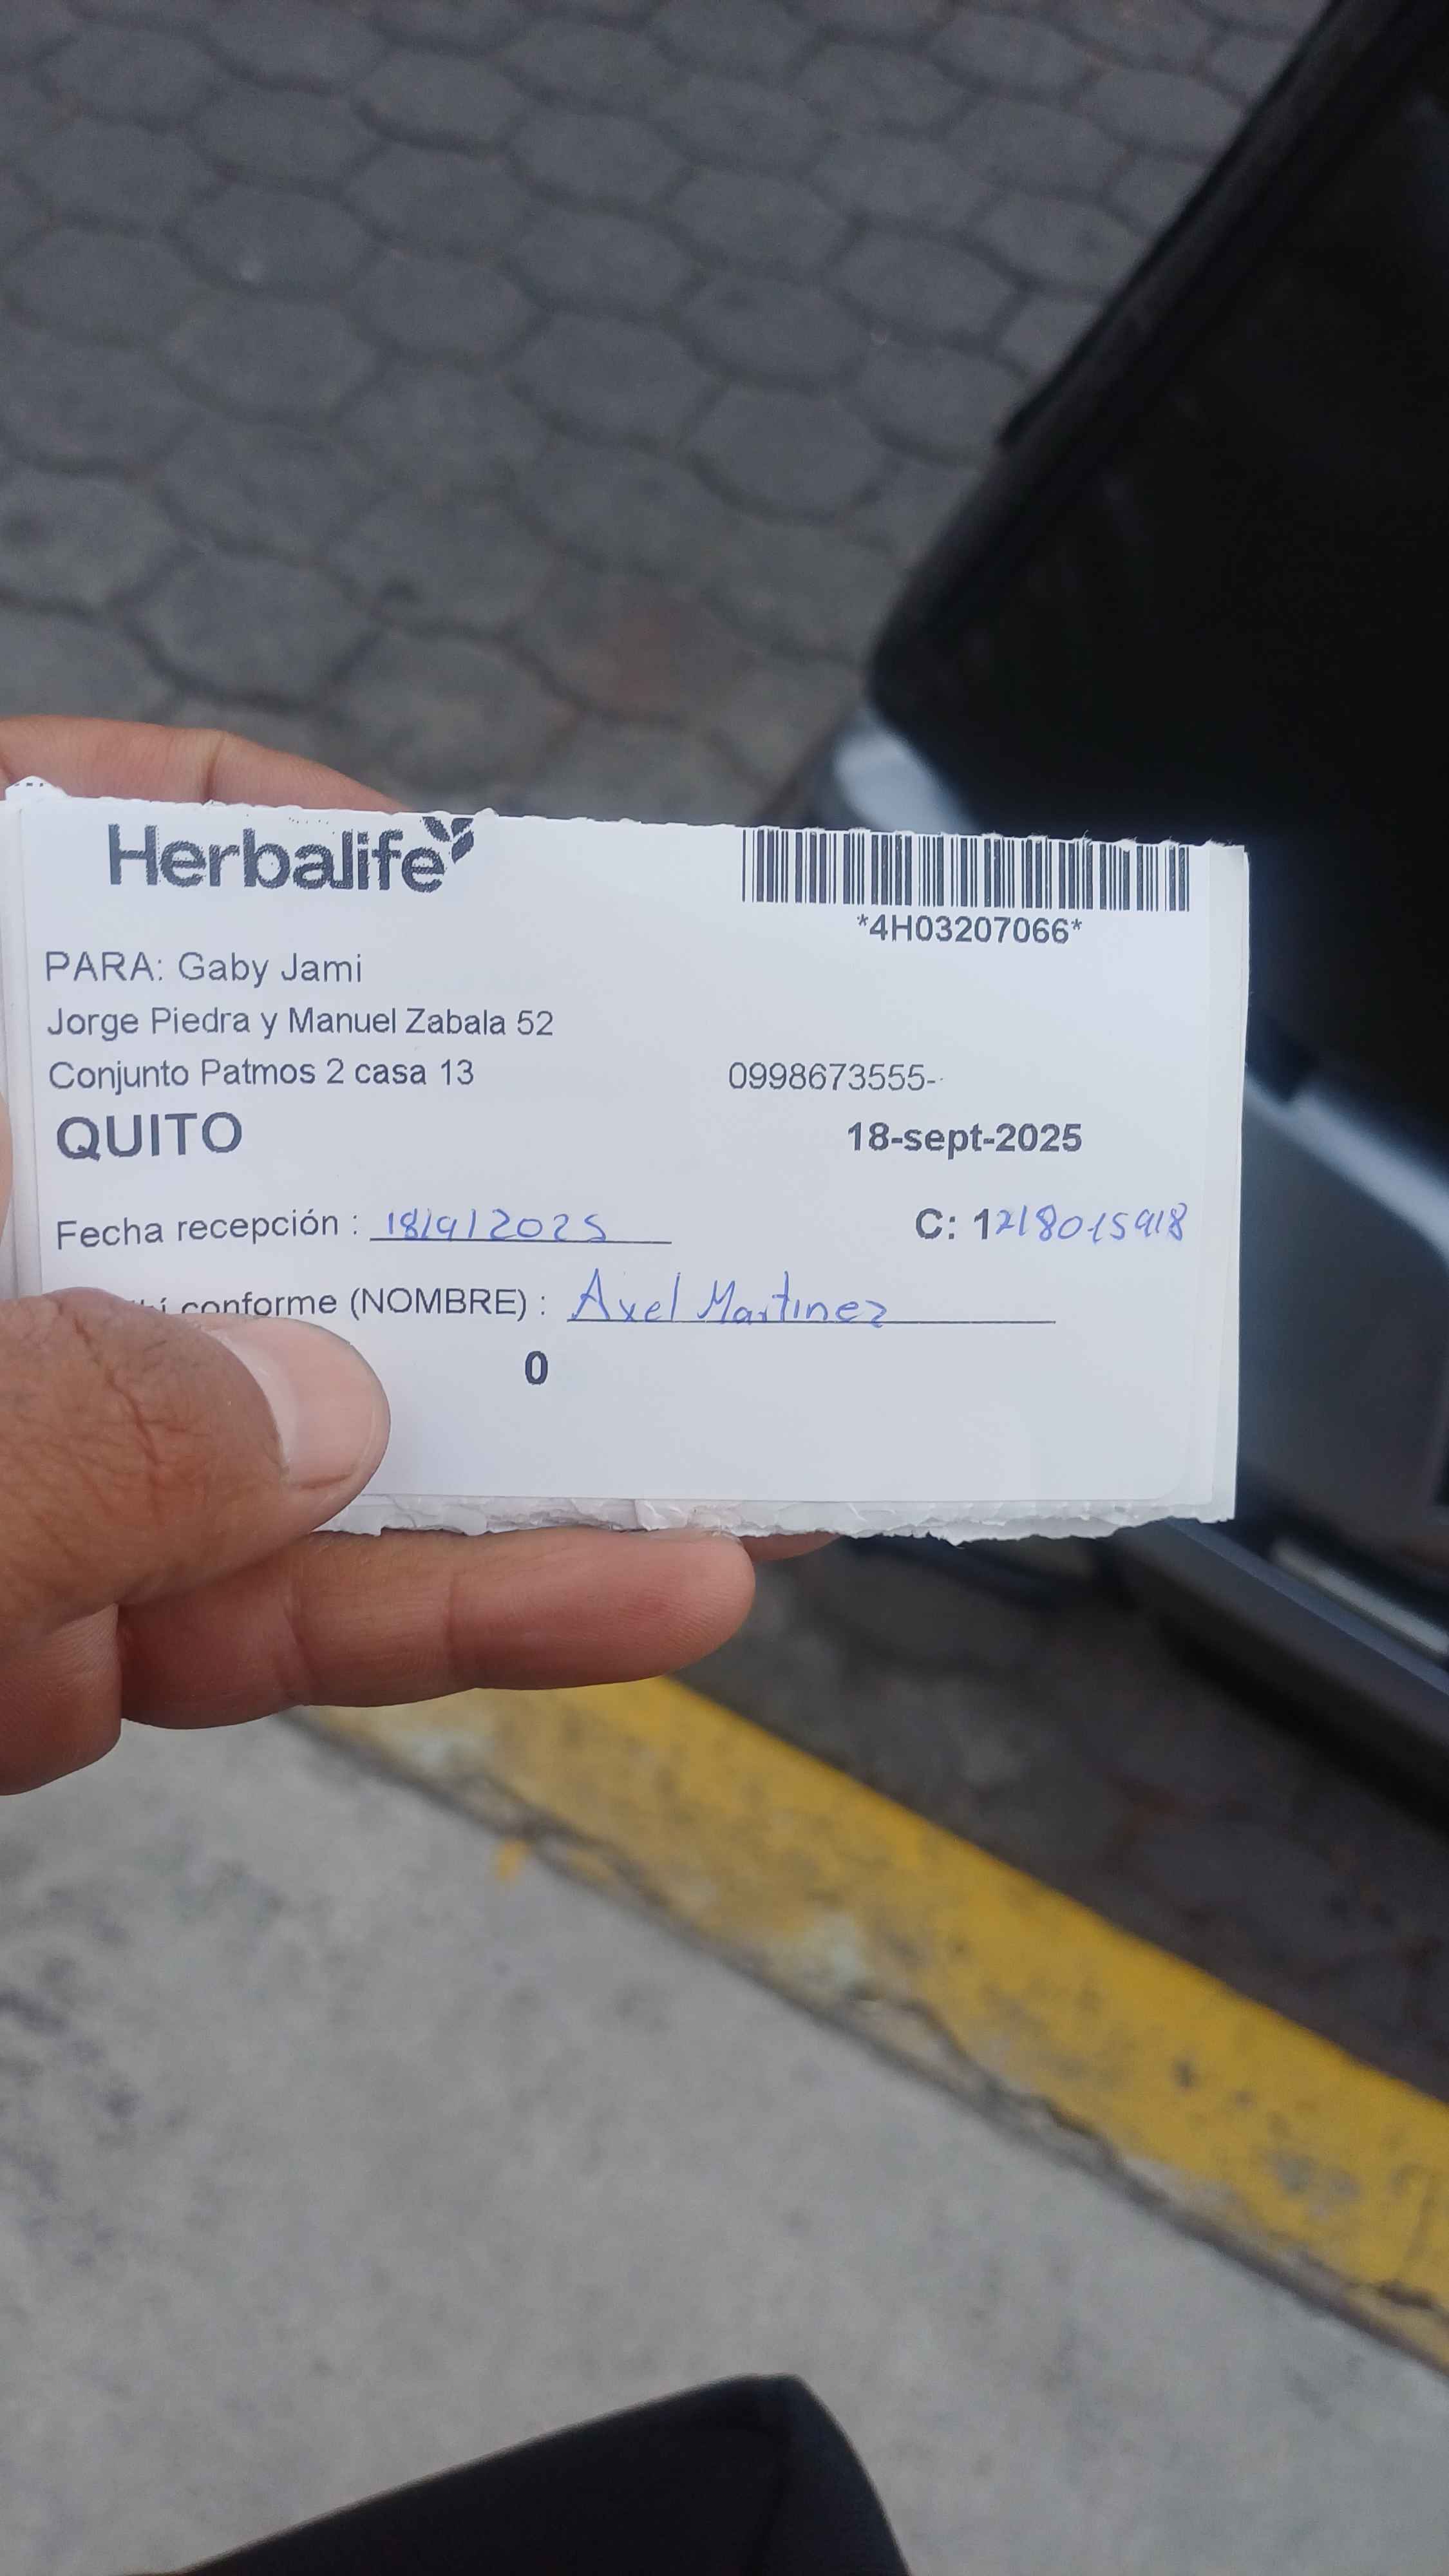 Herbalife
*4H03207066*
PARA: Gaby Jami
Jorge Piedra y Manuel Zabala 52
Conjunto Patmos 2 casa 13 0998673555-
QUITO 18-sept-2025
Fecha recepción : 18/9/2025 C: 1218015918
conforme (NOMBRE) : Axel Martinez
0